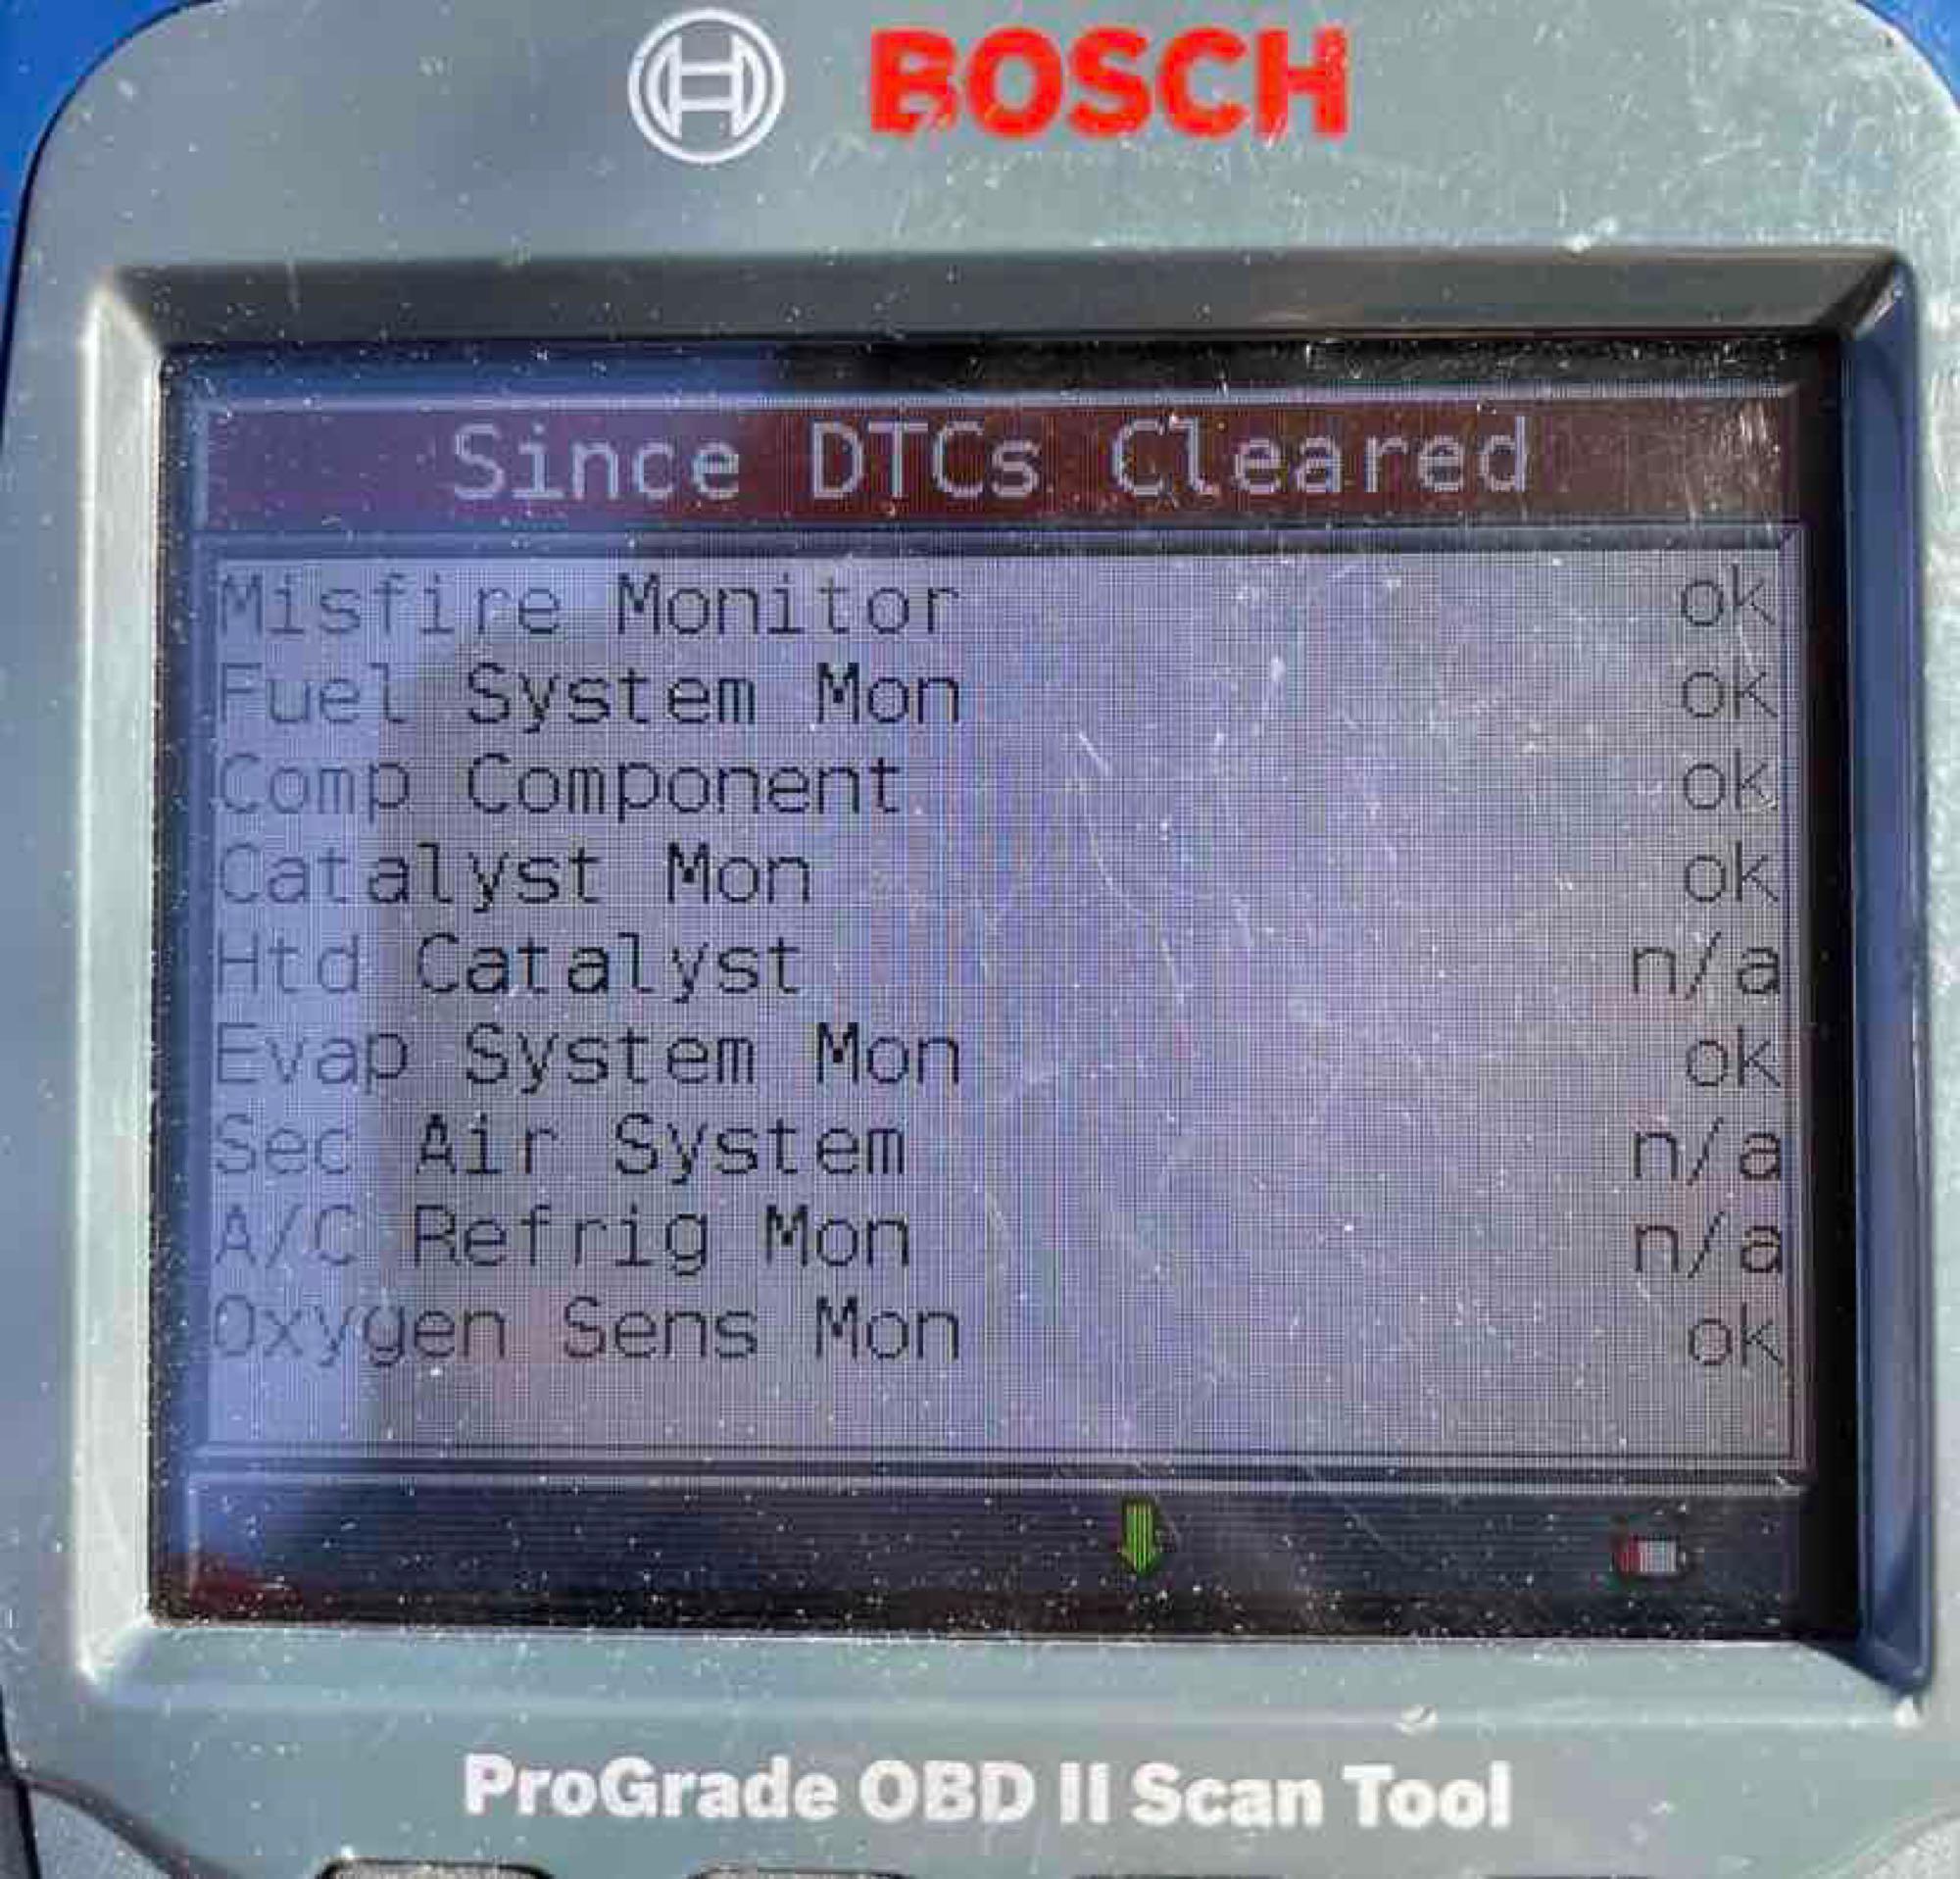 BOSCH
Since DTCs Cleared
Misfire Monitor ok
Fuel System Mon ok
Comp Component ok
Catalyst Mon ok
Htd Catalyst n/a
Evap System Mon ok
Sec Air System n/a
A/C Refrig Mon n/a
Oxygen Sens Mon ok
ProGrade OBD II Scan Tool